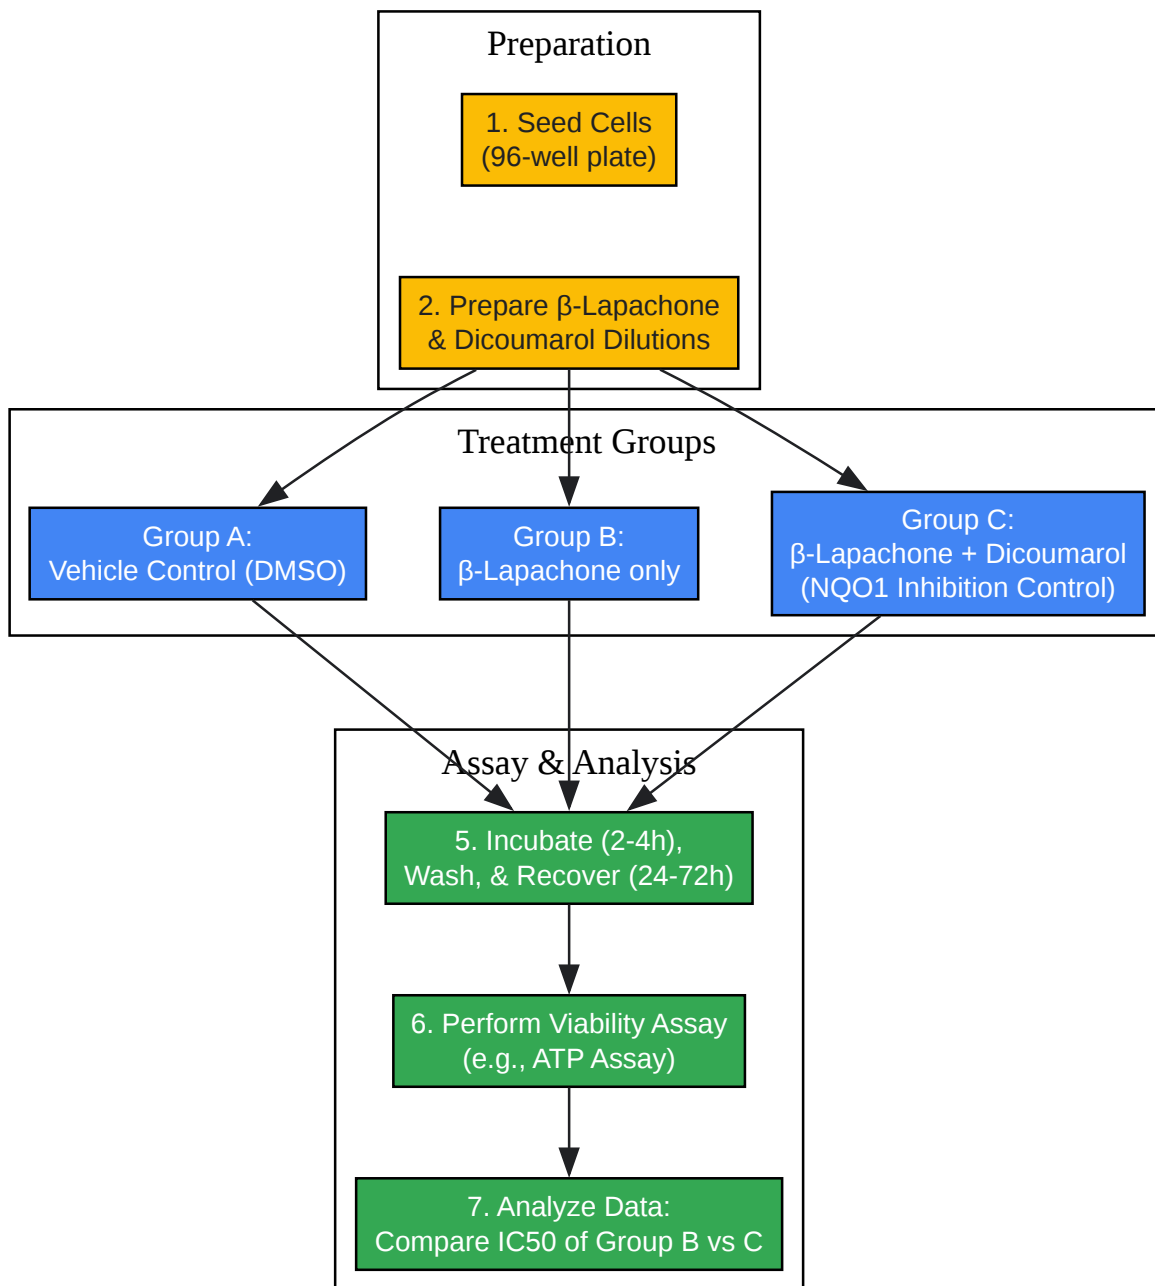 Preparation
1. Seed Cells
(96-well plate)
2. Prepare β-Lapachone
& Dicoumarol Dilutions
Treatment Groups
Group A:
Vehicle Control (DMSO)
Group B:
β-Lapachone only
Group C:
β-Lapachone + Dicoumarol
(NQO1 Inhibition Control)
Assay & Analysis
5. Incubate (2-4h),
Wash, & Recover (24-72h)
6. Perform Viability Assay
(e.g., ATP Assay)
7. Analyze Data:
Compare IC50 of Group B vs C